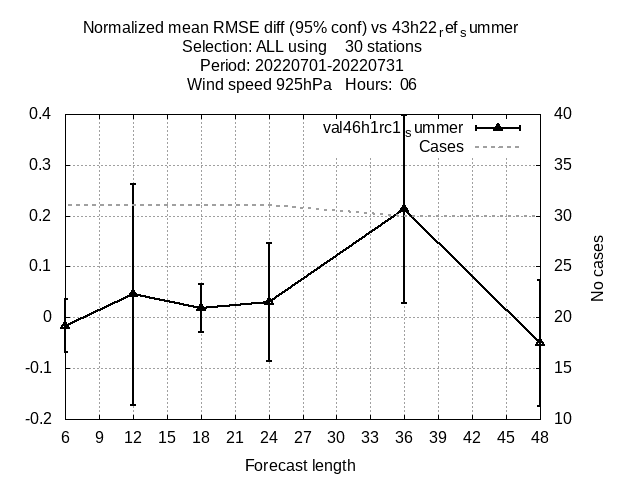 Normalized mean RMSE diff (95% conf) vs 43h22ref summer
Selection: ALL using    30 stations
Period: 20220701-20220731
Wind speed 925hPa   Hours:  06
val46h1rc1summer
Cases
0.4
0.3
0.2
0.1
0
-0.1
-0.2
40
35
30
25
20
15
10
No cases
6 9 12 15 18 21 24 27 30 33 36 39 42 45 48
Forecast length